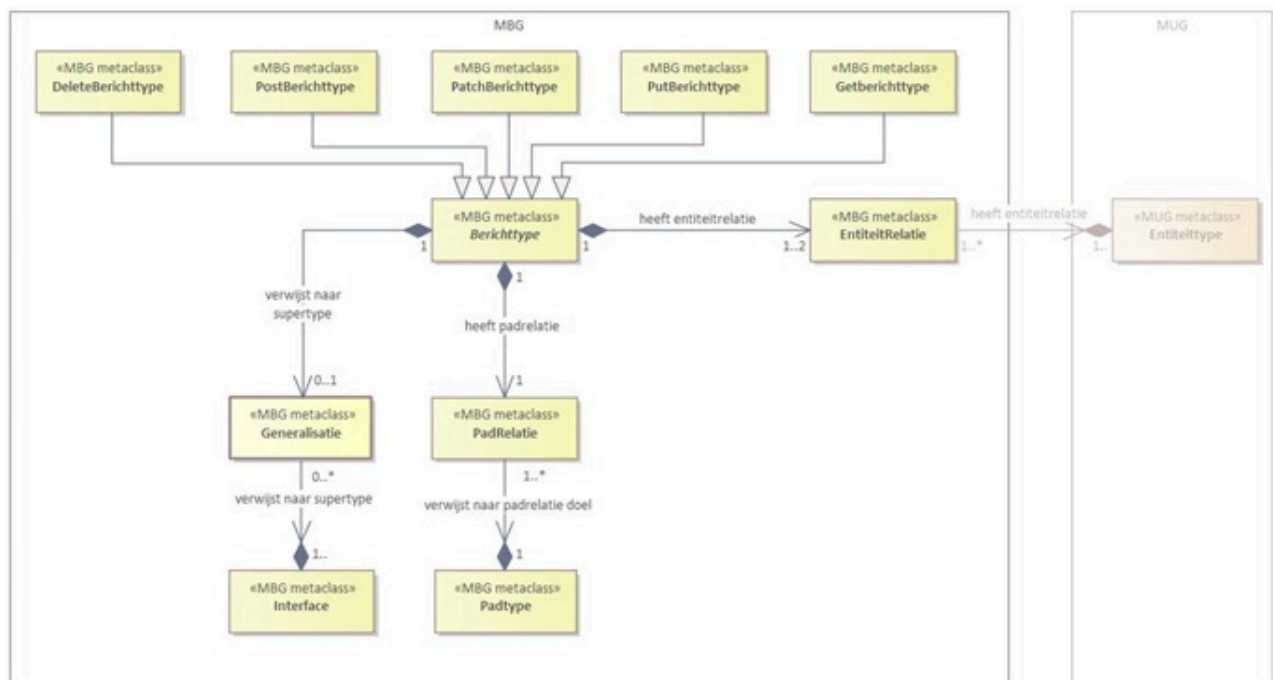 MBG
MUG
«MBG metaclass»
DeleteBerichttype
«MBG metaclass»
PostBerichttype
«MBG metaclass»
PatchBerichttype
«MBG metaclass»
PutBerichttype
«MBG metaclass»
Getberichttype
«MBG metaclass»
Berichttype
1
1
1
heeft entiteitrelatie
1..2
«MBG metaclass»
EntiteitRelatie
heeft entiteitrelatie
1..*
1..
«MUG metaclass»
Entiteittype
verwijst naar
supertype
0..1
heeft padrelatie
1
«MBG metaclass»
Generalisatie
0..*
«MBG metaclass»
PadRelatie
1..*
verwijst naar supertype
1..
verwijst naar padrelatie doel
1
«MBG metaclass»
Interface
«MBG metaclass»
Padtype